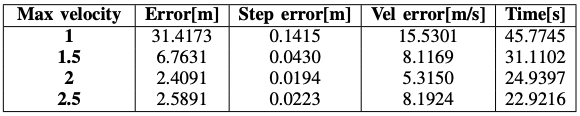 Max velocity Error[m] Step error[m] Vel error[m/s] Time[s]
1 31.4173 0.1415 15.5301 45.7745
1.5 6.7631 0.0430 8.1169 31.1102
2 2.4091 0.0194 5.3150 24.9397
2.5 2.5891 0.0223 8.1924 22.9216